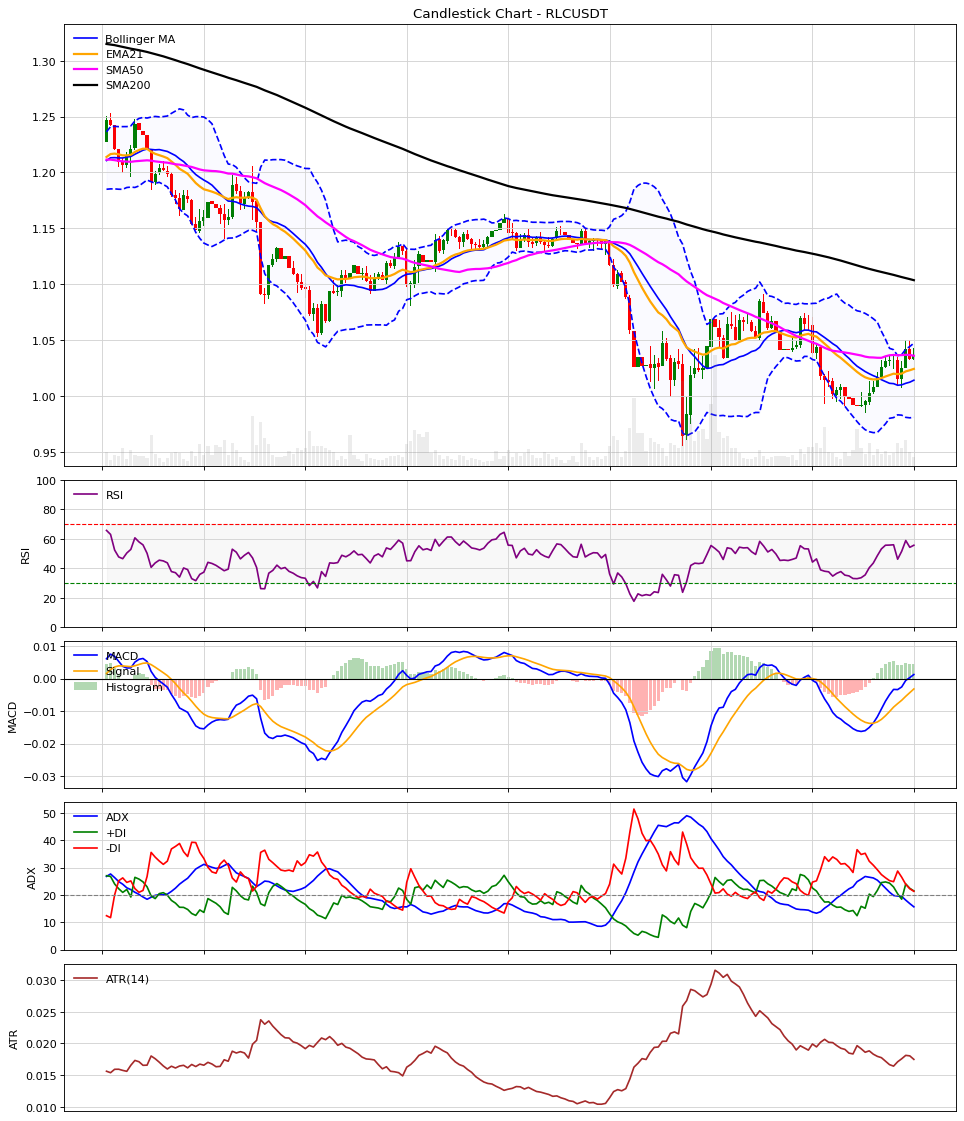 Candlestick Chart - RLCUSDT
Bollinger MA
EMA21
SMA50
SMA200
1.30
1.25
1.20
1.15
1.10
1.05
1.00
0.95
RSI
RSI
100
80
60
40
20
0
MACD
Signal
Histogram
MACD
0.01
0.00
−0.01
−0.02
−0.03
ADX
+DI
-DI
ADX
50
40
30
20
10
0
ATR(14)
ATR
0.030
0.025
0.020
0.015
0.010